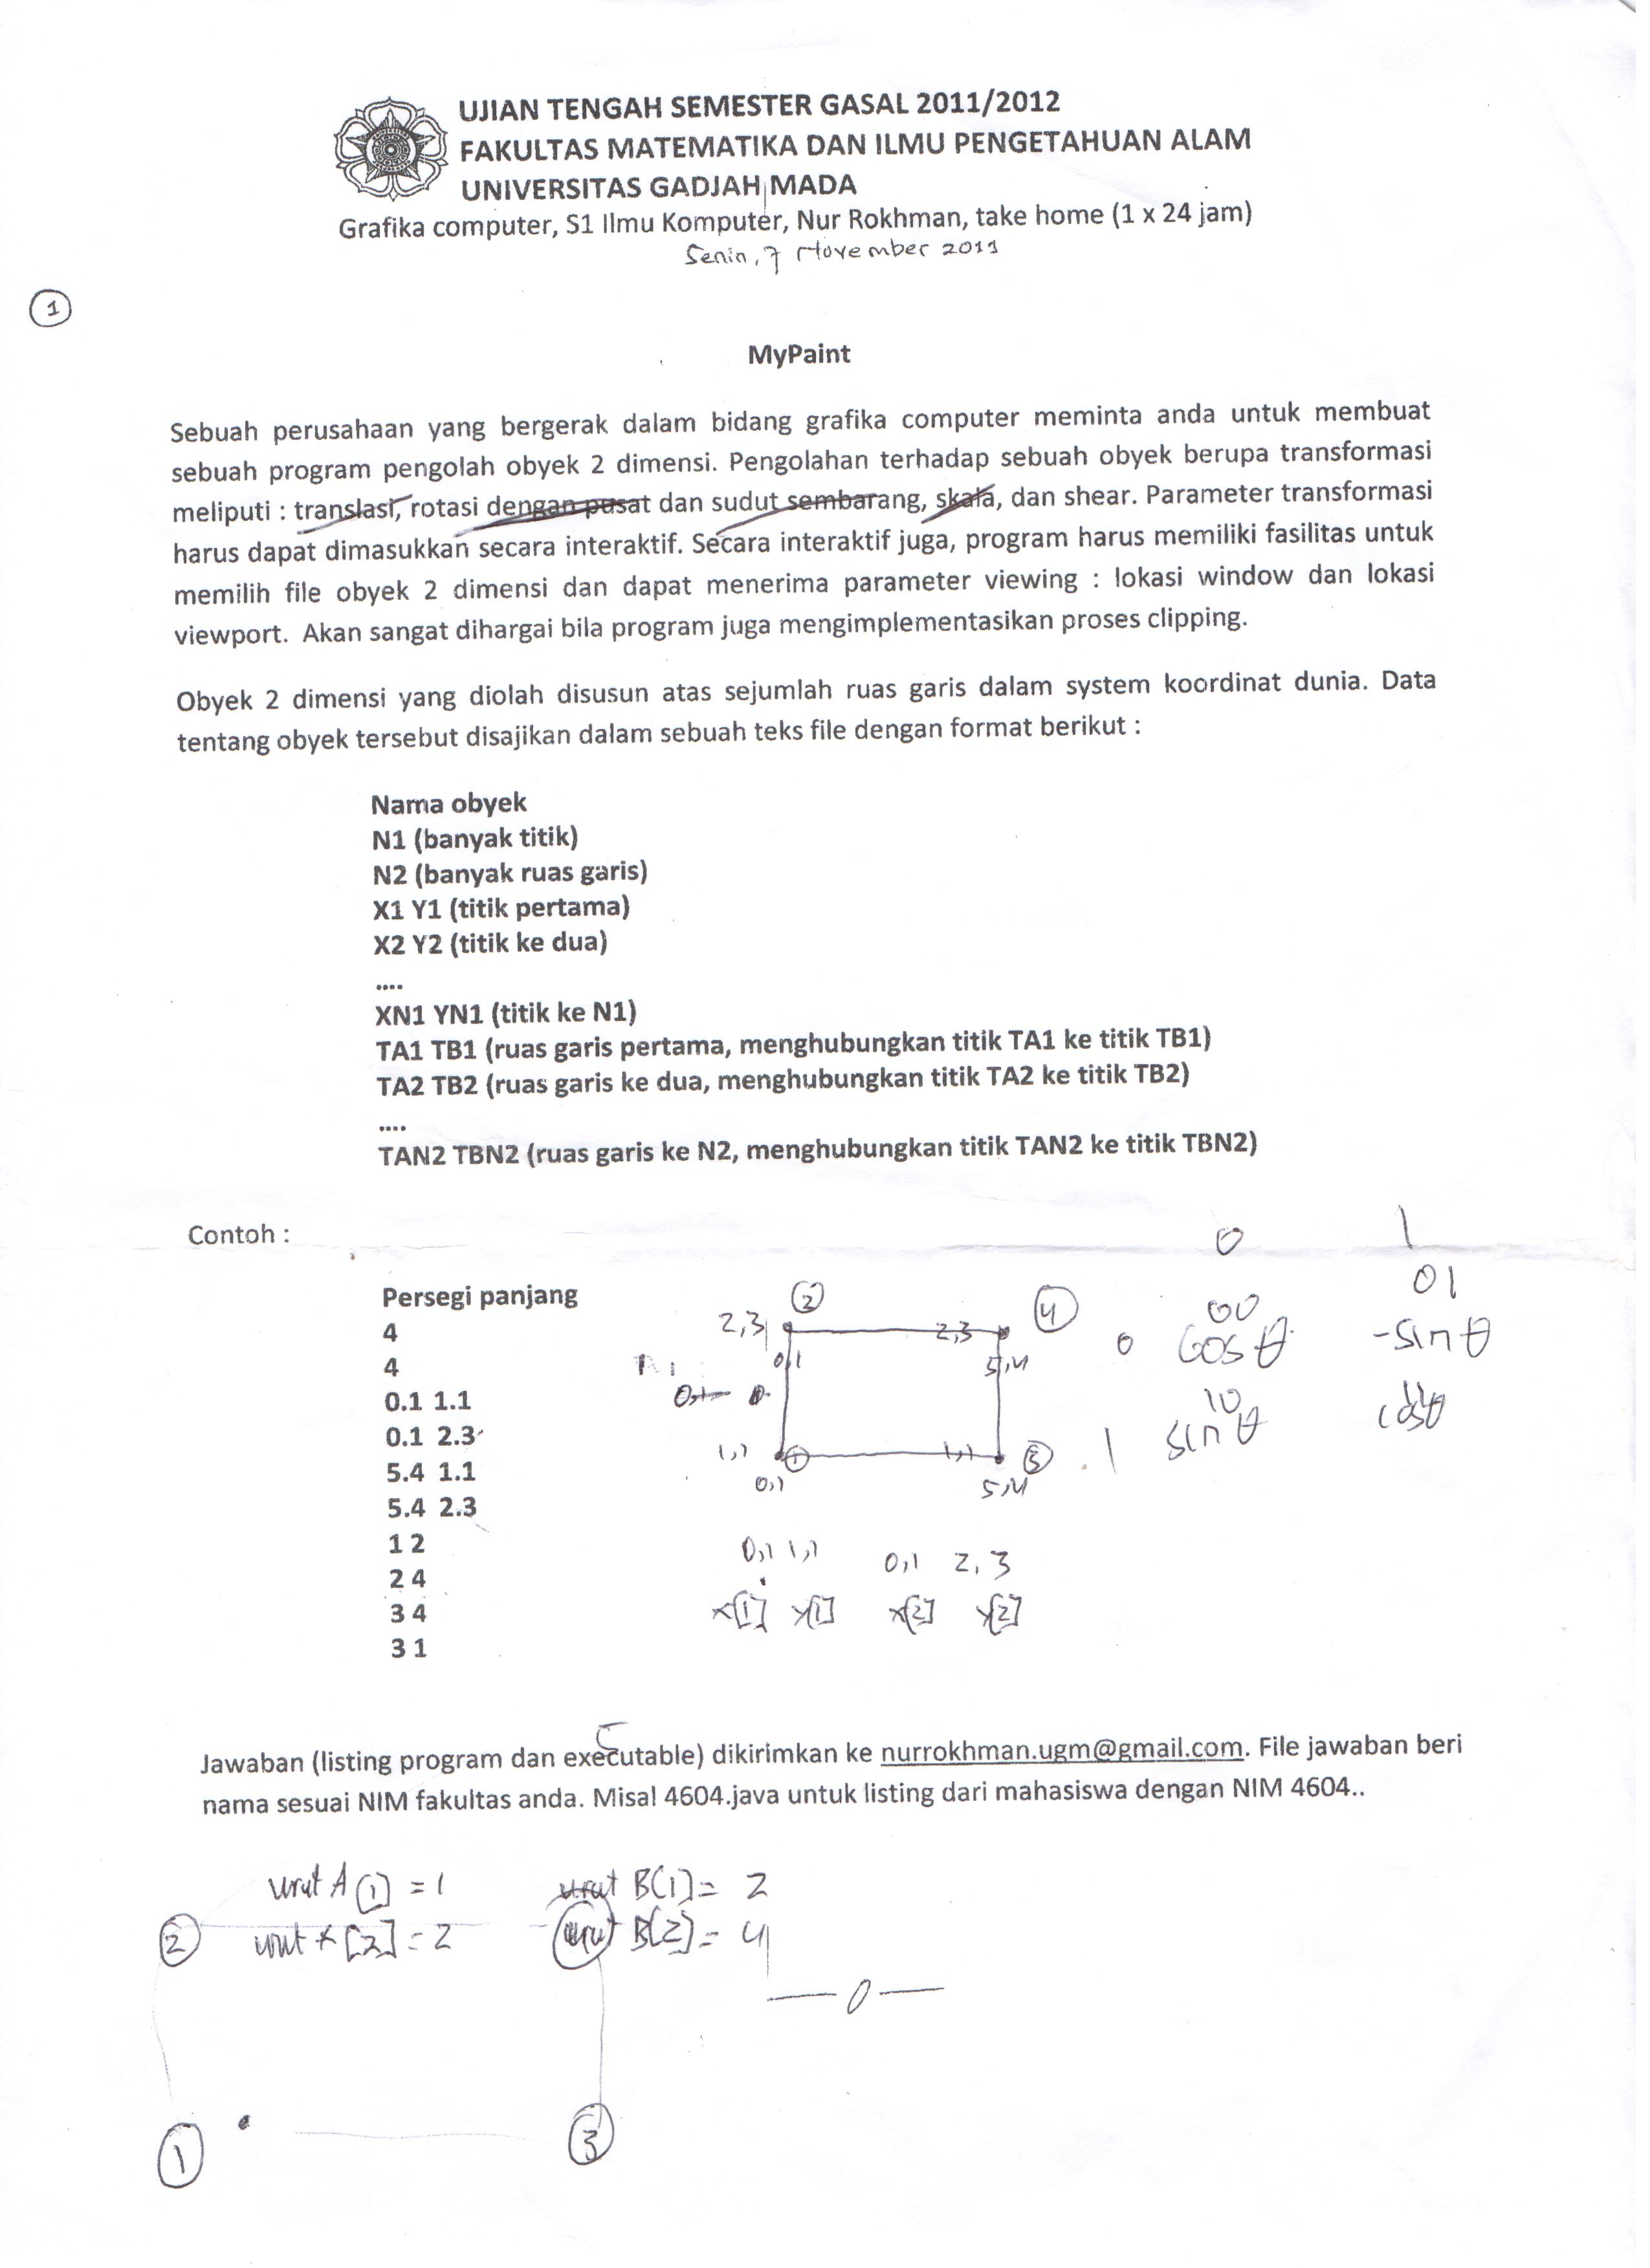 UJIAN TENGAH SEMESTER GASAL 2011/2012
FAKULTAS MATEMATIKA DAN ILMU PENGETAHUAN ALAM
UNIVERSITAS GADJAH MADA
Grafika computer, S1 Ilmu Komputer, Nur Rokhman, take home (1 x 24 jam)
Senin, 7 November 2011
1
MyPaint
Sebuah perusahaan yang bergerak dalam bidang grafika computer meminta anda untuk membuat
sebuah program pengolah obyek 2 dimensi. Pengolahan terhadap sebuah obyek berupa transformasi
meliputi : translasi, rotasi dengan pusat dan sudut sembarang, skala, dan shear. Parameter transformasi
harus dapat dimasukkan secara interaktif. Secara interaktif juga, program harus memiliki fasilitas untuk
memilih file obyek 2 dimensi dan dapat menerima parameter viewing : lokasi window dan lokasi
viewport. Akan sangat dihargai bila program juga mengimplementasikan proses clipping.
Obyek 2 dimensi yang diolah disusun atas sejumlah ruas garis dalam system koordinat dunia. Data
tentang obyek tersebut disajikan dalam sebuah teks file dengan format berikut :
Nama obyek
N1 (banyak titik)
N2 (banyak ruas garis)
X1 Y1 (titik pertama)
X2 Y2 (titik ke dua)
....
XN1 YN1 (titik ke N1)
TA1 TB1 (ruas garis pertama, menghubungkan titik TA1 ke titik TB1)
TA2 TB2 (ruas garis ke dua, menghubungkan titik TA2 ke titik TB2)
....
TAN2 TBN2 (ruas garis ke N2, menghubungkan titik TAN2 ke titik TBN2)
Contoh :
Persegi panjang
4
4
0.1 1.1
0.1 2.3
5.4 1.1
5.4 2.3
1 2
2 4
3 4
3 1
0 1
2 4
00 01
2,3 2,3 0 Cos θ -Sin θ
0,1 5,4
10
1 sin θ cos θ
1,1 1 1,1 3
0,1 5,4
0,1 1,1 0,1 2,3
x[1] y[1] x[2] y[2]
Jawaban (listing program dan executable) dikirimkan ke nurrokhman.ugm@gmail.com. File jawaban beri
nama sesuai NIM fakultas anda. Misal 4604.java untuk listing dari mahasiswa dengan NIM 4604..
urut A[1] = 1 urut B[1] = 2
2 urut [2] = 2 urut B[2] = 4
—0—
1 3